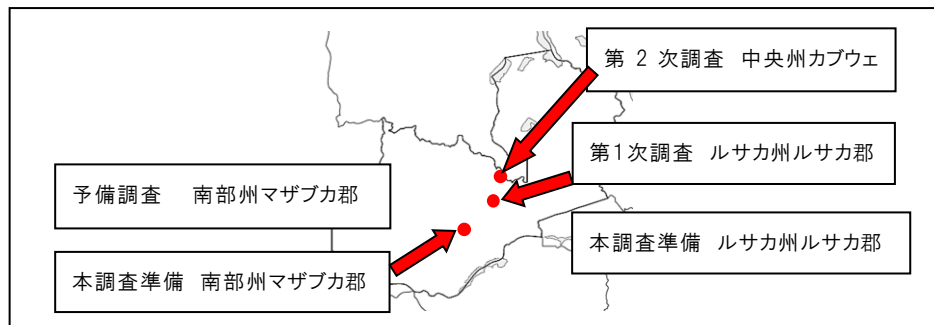 第 2 次調査 中央州カブウェ
第1次調査 ルサカ州ルサカ郡
予備調査 南部州マザブカ郡
本調査準備 ルサカ州ルサカ郡
本調査準備 南部州マザブカ郡